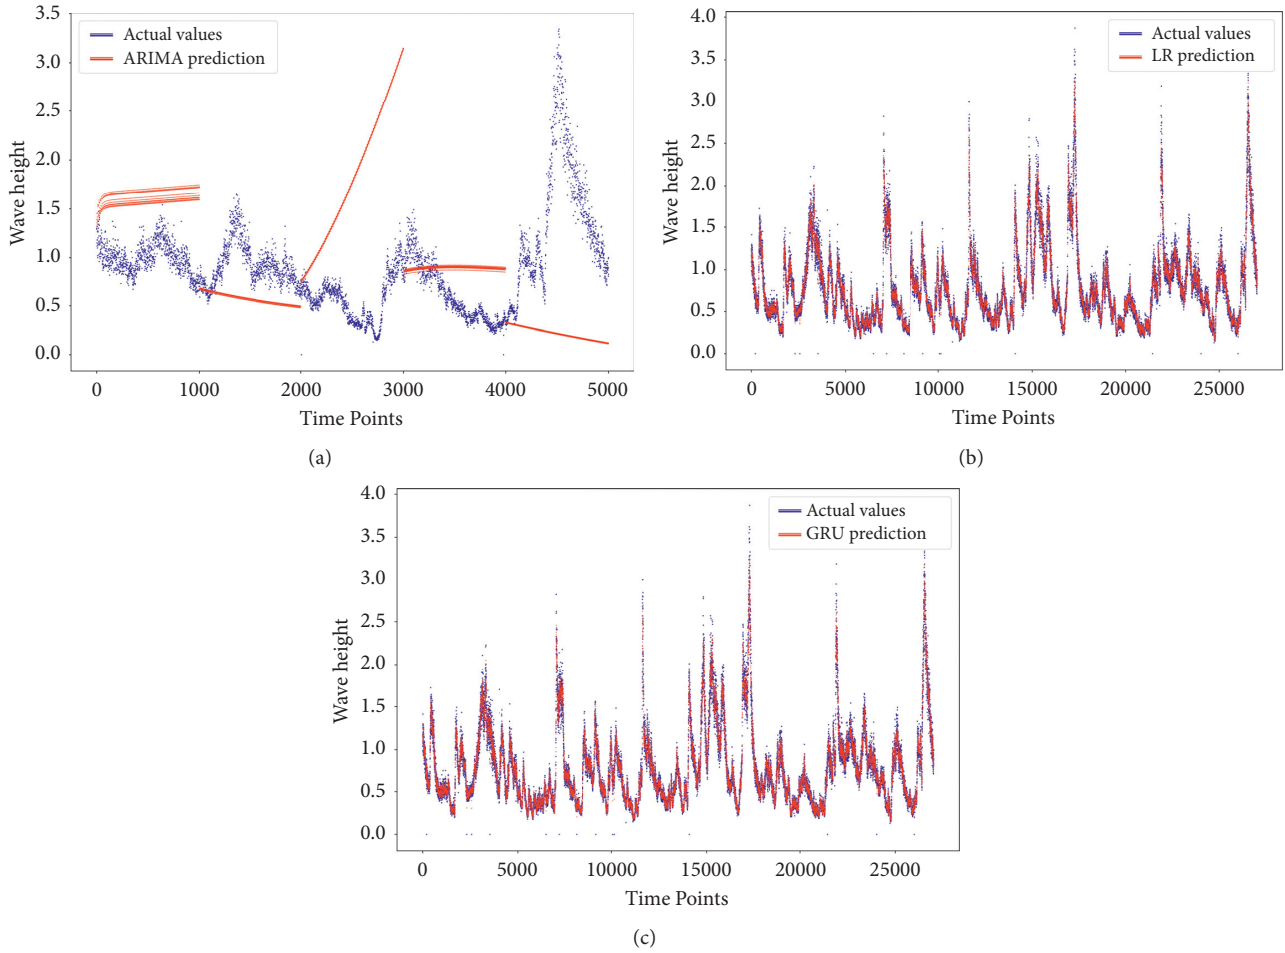 3.5
3.0
2.5
2.0
1.5
1.0
0.5
0.0
Wave height
Actual values
ARIMA prediction
0 1000 2000 3000 4000 5000
Time Points
(a)
4.0
3.5
3.0
2.5
2.0
1.5
1.0
0.5
0.0
Wave height
Actual values
LR prediction
0 5000 10000 15000 20000 25000
Time Points
(b)
4.0
3.5
3.0
2.5
2.0
1.5
1.0
0.5
0.0
Wave height
Actual values
GRU prediction
0 5000 10000 15000 20000 25000
Time Points
(c)